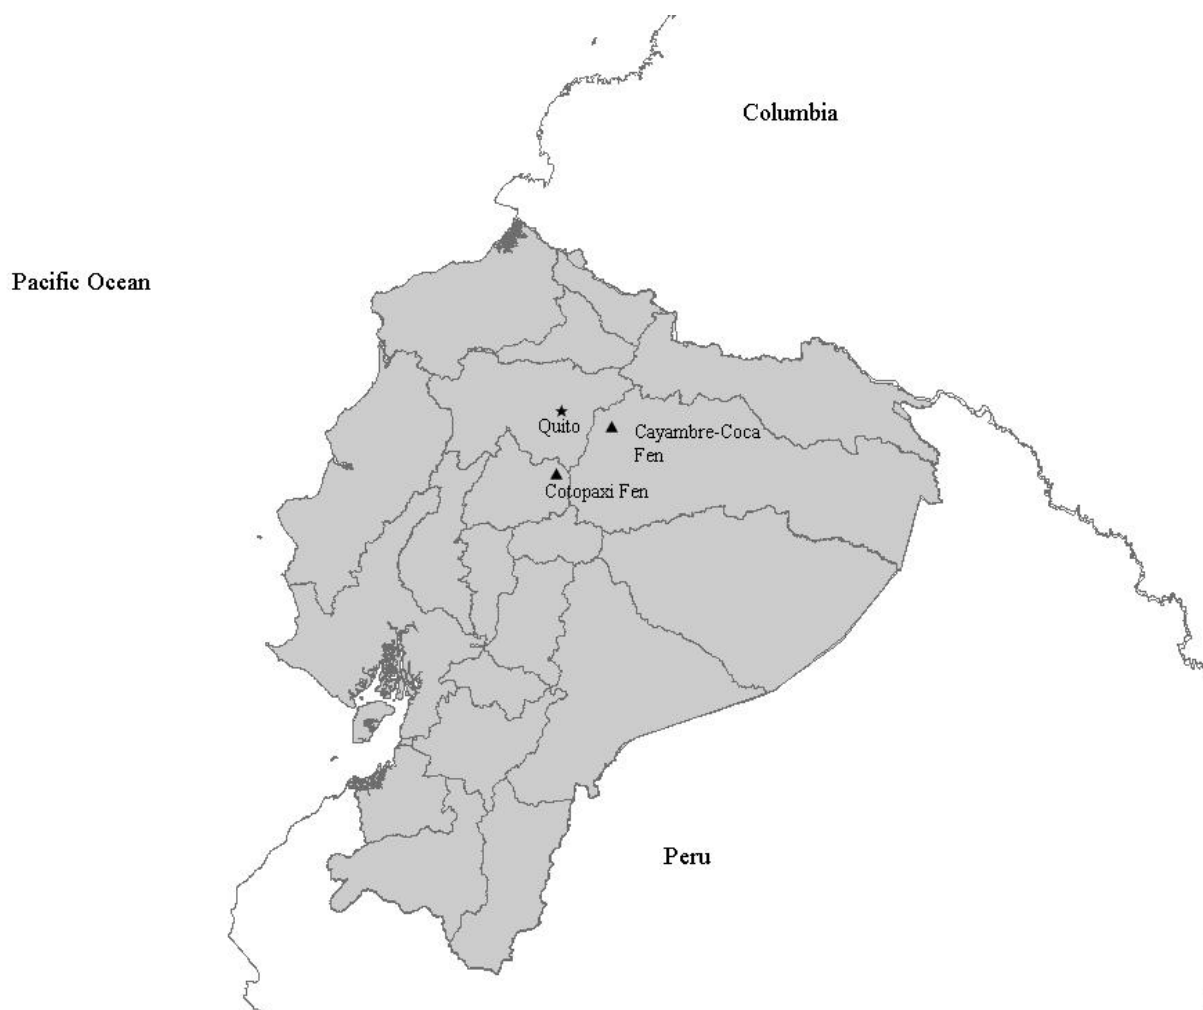 Columbia
Pacific Ocean
Quito
Cayambre-Coca
Fen
Cotopaxi Fen
Peru